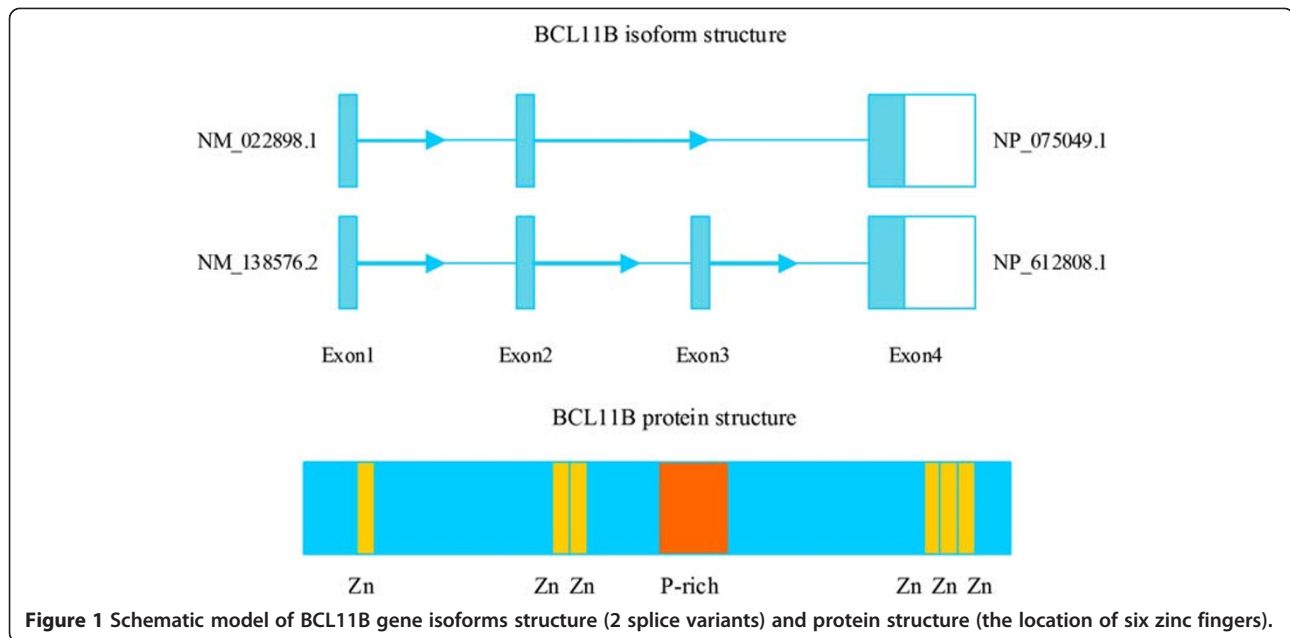 BCL11B isoform structure
NM_022898.1 NP_075049.1
NM_138576.2 NP_612808.1
Exon1 Exon2 Exon3 Exon4
BCL11B protein structure
Zn Zn Zn P-rich Zn Zn Zn
Figure 1 Schematic model of BCL11B gene isoforms structure (2 splice variants) and protein structure (the location of six zinc fingers).